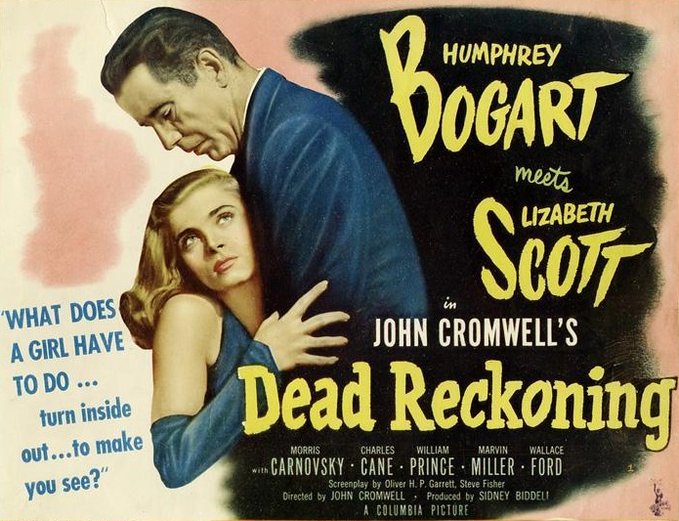 HUMPHREY
BOGART
meets
LIZABETH
SCOTT
in
JOHN CROMWELL'S
Dead Reckoning
"WHAT DOES
A GIRL HAVE
TO DO ...
turn inside
out...to make
you see?"
MORRIS CHARLES WILLIAM MARVIN WALLACE
with CARNOVSKY · CANE · PRINCE · MILLER · FORD
Screenplay by Oliver H. P. Garrett, Steve Fisher
Directed by JOHN CROMWELL · Produced by SIDNEY BIDDELL
A COLUMBIA PICTURE